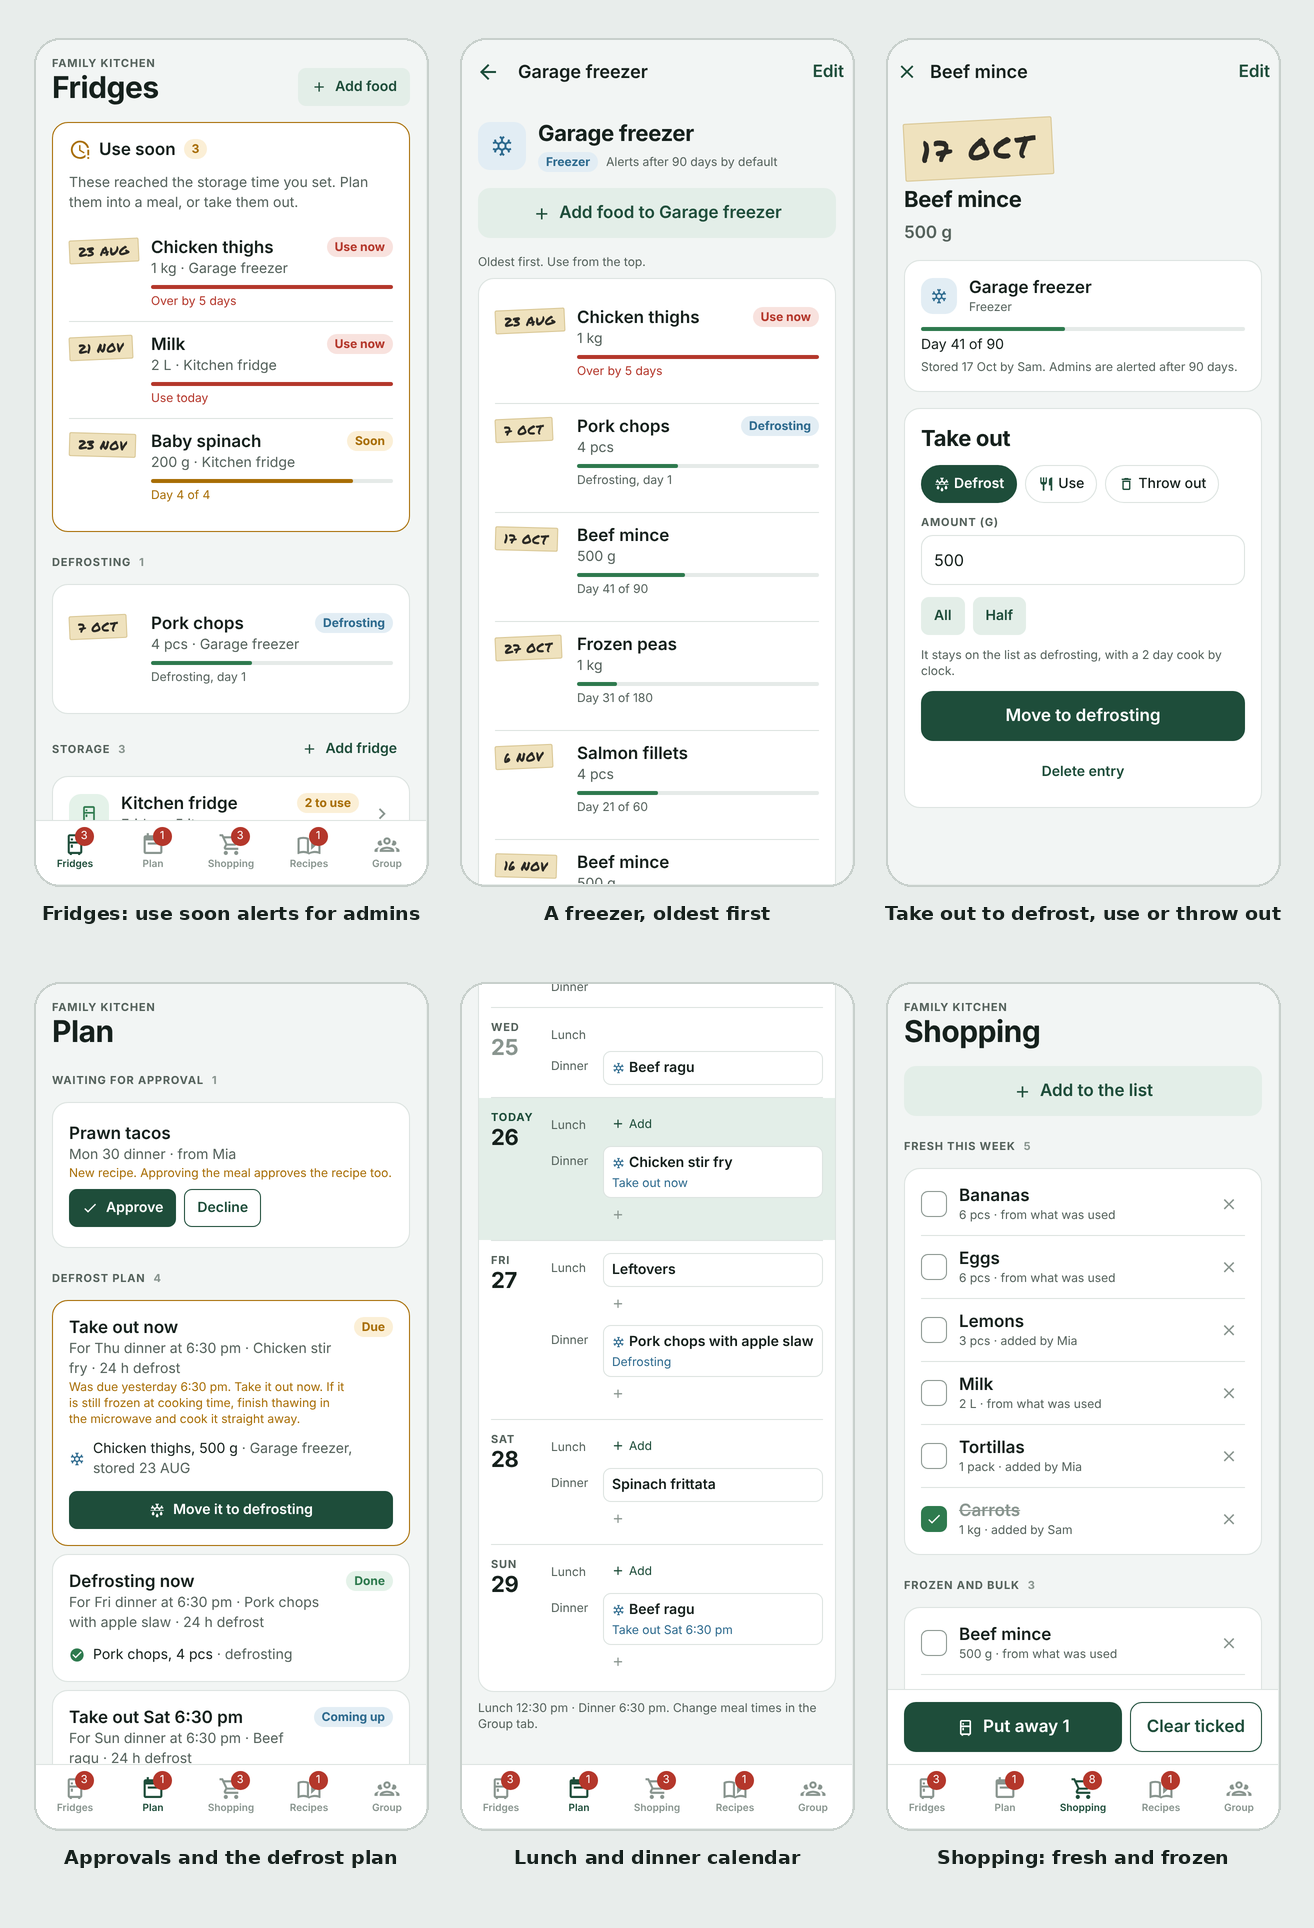 FAMILY KITCHEN
Fridges
+ Add food
Use soon 3
These reached the storage time you set. Plan
them into a meal, or take them out.
23 AUG
Chicken thighs
Use now
1 kg · Garage freezer
Over by 5 days
21 NOV
Milk
Use now
2 L · Kitchen fridge
Use today
23 NOV
Baby spinach
Soon
200 g · Kitchen fridge
Day 4 of 4
DEFROSTING 1
7 OCT
Pork chops
Defrosting
4 pcs · Garage freezer
Defrosting, day 1
STORAGE 3
+ Add fridge
Kitchen fridge
2 to use
3
1
3
1
Fridges
Plan
Shopping
Recipes
Group
Fridges: use soon alerts for admins
Garage freezer
Edit
Garage freezer
Freezer
Alerts after 90 days by default
+ Add food to Garage freezer
Oldest first. Use from the top.
23 AUG
Chicken thighs
Use now
1 kg
Over by 5 days
7 OCT
Pork chops
Defrosting
4 pcs
Defrosting, day 1
17 OCT
Beef mince
500 g
Day 41 of 90
27 OCT
Frozen peas
1 kg
Day 31 of 180
6 NOV
Salmon fillets
4 pcs
Day 21 of 60
16 NOV
Beef mince
500 g
A freezer, oldest first
Beef mince
Edit
17 OCT
Beef mince
500 g
Garage freezer
Freezer
Day 41 of 90
Stored 17 Oct by Sam. Admins are alerted after 90 days.
Take out
Defrost
Use
Throw out
AMOUNT (G)
500
All
Half
It stays on the list as defrosting, with a 2 day cook by
clock.
Move to defrosting
Delete entry
Take out to defrost, use or throw out
FAMILY KITCHEN
Plan
WAITING FOR APPROVAL 1
Prawn tacos
Mon 30 dinner · from Mia
New recipe. Approving the meal approves the recipe too.
Approve
Decline
DEFROST PLAN 4
Take out now
Due
For Thu dinner at 6:30 pm · Chicken stir
fry · 24 h defrost
Was due yesterday 6:30 pm. Take it out now. If it
is still frozen at cooking time, finish thawing in
the microwave and cook it straight away.
Chicken thighs, 500 g · Garage freezer,
stored 23 AUG
Move it to defrosting
Defrosting now
Done
For Fri dinner at 6:30 pm · Pork chops
with apple slaw · 24 h defrost
Pork chops, 4 pcs · defrosting
Take out Sat 6:30 pm
Coming up
For Sun dinner at 6:30 pm · Beef
ragu · 24 h defrost
3
1
3
1
Fridges
Plan
Shopping
Recipes
Group
Approvals and the defrost plan
Dinner
WED
25
Lunch
Dinner
Beef ragu
TODAY
26
Lunch
+ Add
Dinner
Chicken stir fry
Take out now
+
FRI
27
Lunch
Leftovers
+
Dinner
Pork chops with apple slaw
Defrosting
+
SAT
28
Lunch
+ Add
Dinner
Spinach frittata
+
SUN
29
Lunch
+ Add
Dinner
Beef ragu
Take out Sat 6:30 pm
+
Lunch 12:30 pm · Dinner 6:30 pm. Change meal times in the
Group tab.
3
1
3
1
Fridges
Plan
Shopping
Recipes
Group
Lunch and dinner calendar
FAMILY KITCHEN
Shopping
+ Add to the list
FRESH THIS WEEK 5
Bananas
6 pcs · from what was used
Eggs
6 pcs · from what was used
Lemons
3 pcs · added by Mia
Milk
2 L · from what was used
Tortillas
1 pack · added by Mia
Carrots
1 kg · added by Sam
FROZEN AND BULK 3
Beef mince
500 g · from what was used
Put away 1
Clear ticked
3
1
8
1
Fridges
Plan
Shopping
Recipes
Group
Shopping: fresh and frozen